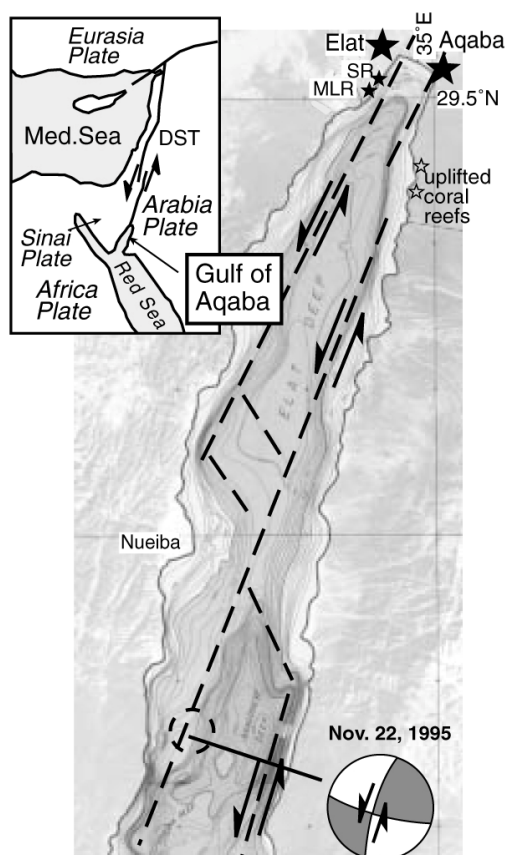 Eurasia
Plate
Med.Sea
DST
Arabia
Plate
Sinai
Plate
Africa
Plate
Red Sea
Gulf of
Aqaba
Elat
35°E
Aqaba
SR
MLR
29.5°N
uplifted
coral
reefs
ELAT DEEP
Nueiba
Nov. 22, 1995